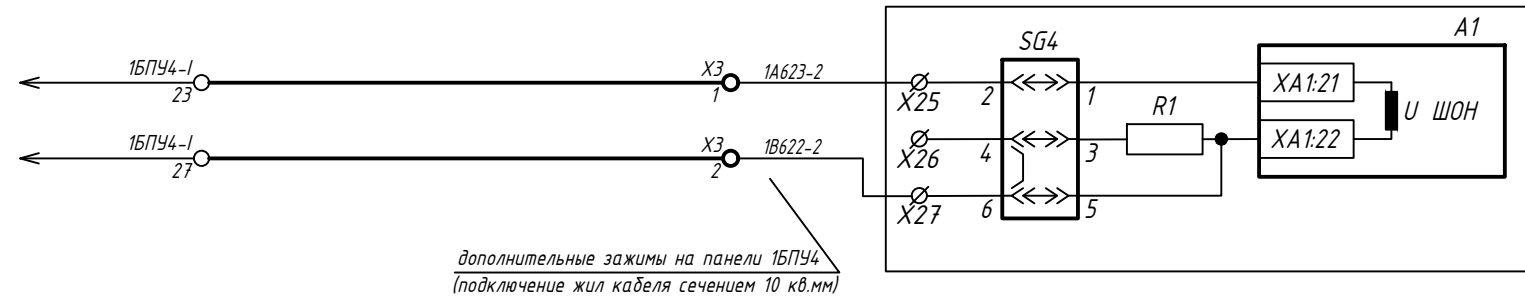 A1
SG4
1БПУ4-I
23
X3
1
1A623-2
X25
2
1
XA1:21
R1
U ШОН
1БПУ4-I
27
X3
2
1B622-2
X26
4
3
XA1:22
X27
6
5
дополнительные зажимы на панели 1БПУ4
(подключение жил кабеля сечением 10 кв.мм)